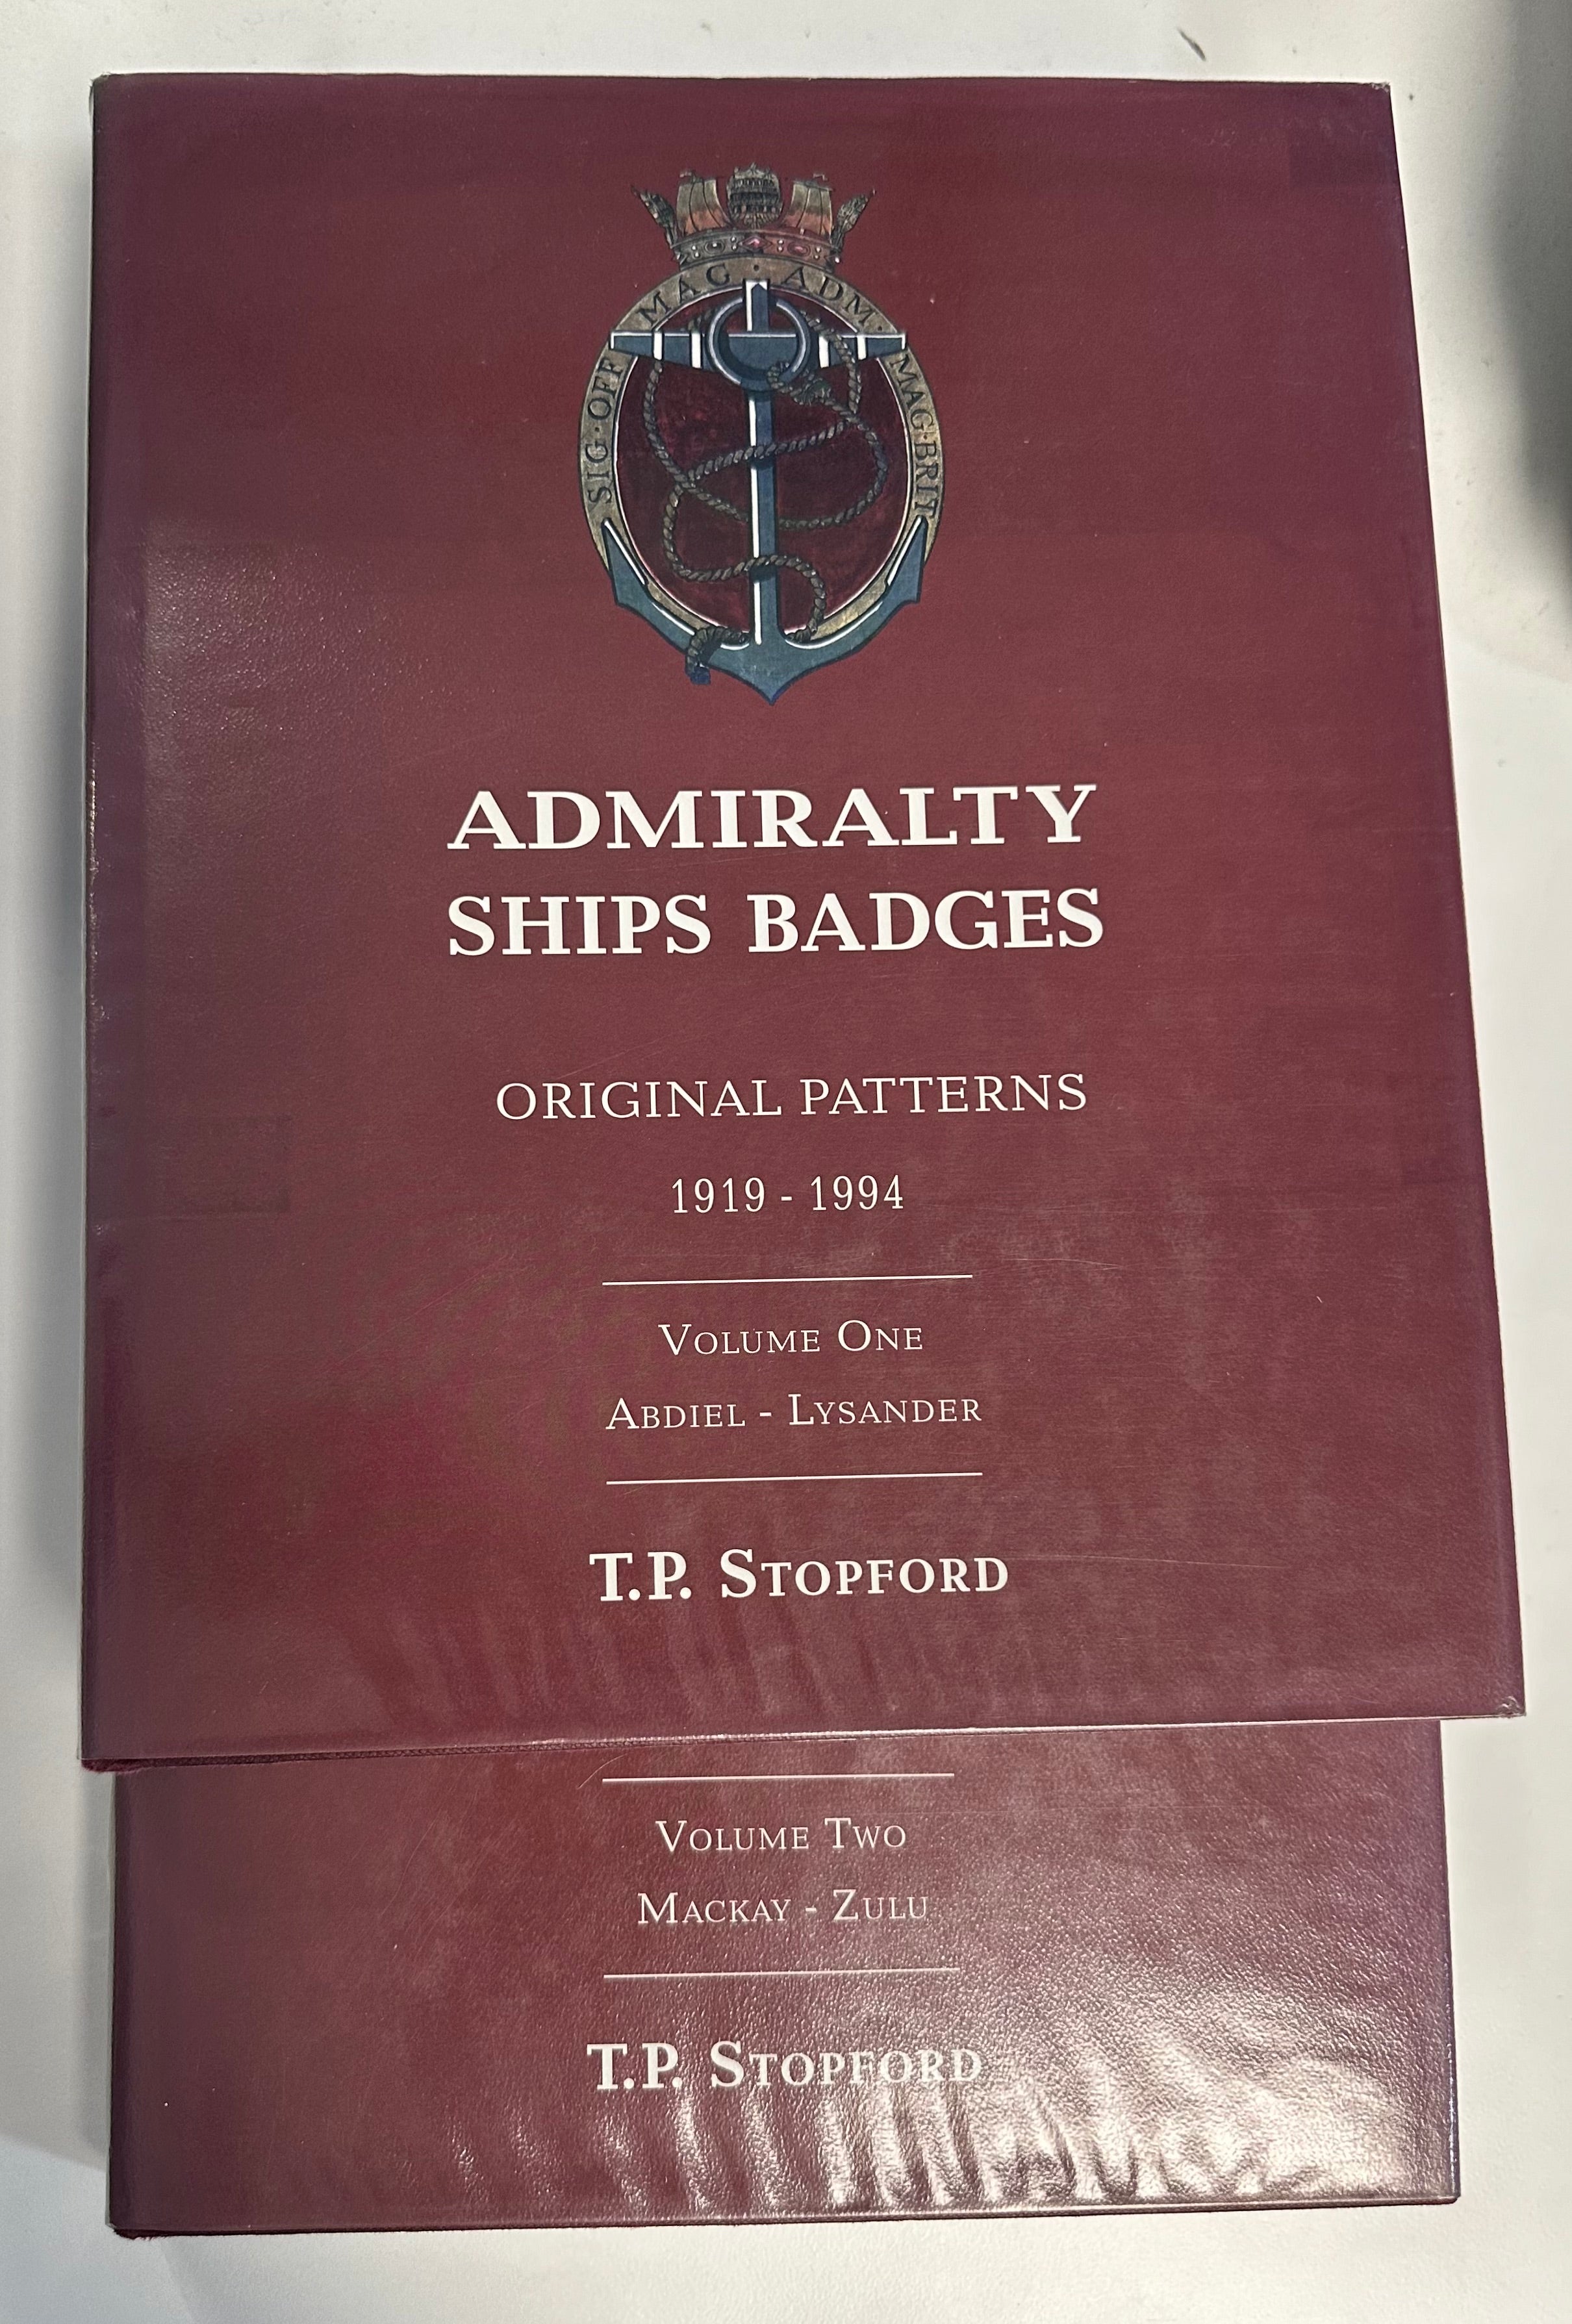 SIG · OFF MAG · ADM · MAG · BRIT
ADMIRALTY
SHIPS BADGES
ORIGINAL PATTERNS
1919 - 1994
VOLUME ONE
ABDIEL - LYSANDER
T.P. STOPFORD
VOLUME TWO
MACKAY - ZULU
T.P. STOPFORD